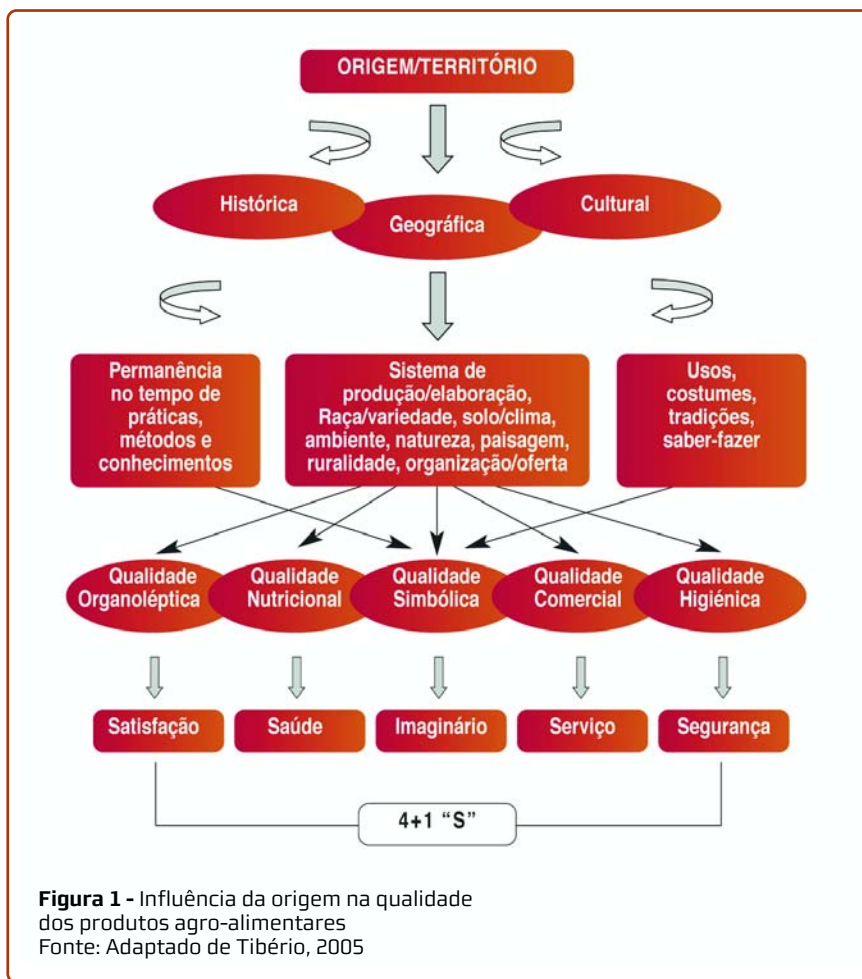 ORIGEM/TERRITÓRIO
Histórica
Geográfica
Cultural
Permanência
no tempo de
práticas,
métodos e
conhecimentos
Sistema de
produção/elaboração,
Raça/variedade, solo/clima,
ambiente, natureza, paisagem,
ruralidade, organização/oferta
Usos,
costumes,
tradições,
saber-fazer
Qualidade
Organoléptica
Qualidade
Nutricional
Qualidade
Simbólica
Qualidade
Comercial
Qualidade
Higiénica
Satisfação
Saúde
Imaginário
Serviço
Segurança
4+1 “S”
Figura 1 - Influência da origem na qualidade
dos produtos agro-alimentares
Fonte: Adaptado de Tibério, 2005